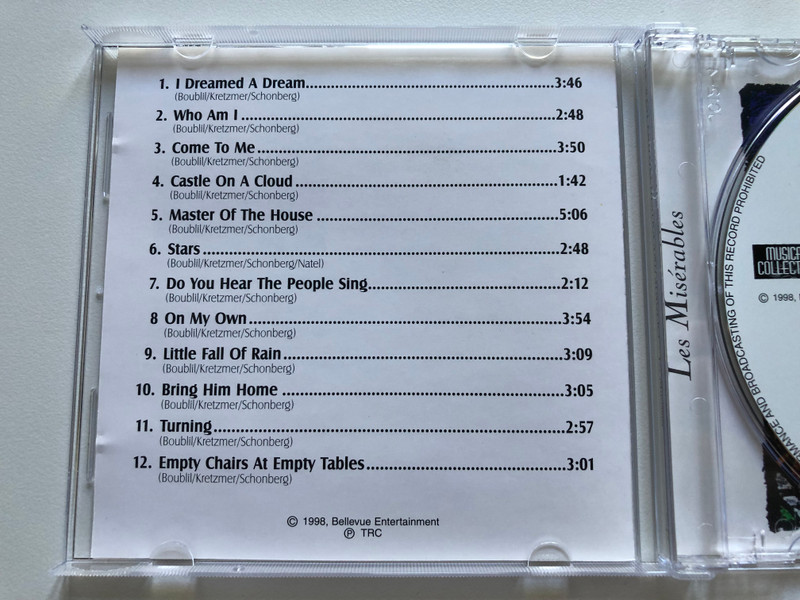 1. I Dreamed A Dream..........3:46
(Boublil/Kretzmer/Schonberg)
2. Who Am I..........2:48
(Boublil/Kretzmer/Schonberg)
3. Come To Me..........3:50
(Boublil/Kretzmer/Schonberg)
4. Castle On A Cloud..........1:42
(Boublil/Kretzmer/Schonberg)
5. Master Of The House..........5:06
(Boublil/Kretzmer/Schonberg)
6. Stars..........2:48
(Boublil/Kretzmer/Schonberg/Natel)
7. Do You Hear The People Sing..........2:12
(Boublil/Kretzmer/Schonberg)
8 On My Own..........3:54
(Boublil/Kretzmer/Schonberg)
9. Little Fall Of Rain..........3:09
(Boublil/Kretzmer/Schonberg)
10. Bring Him Home..........3:05
(Boublil/Kretzmer/Schonberg)
11. Turning..........2:57
(Boublil/Kretzmer/Schonberg)
12. Empty Chairs At Empty Tables..........3:01
(Boublil/Kretzmer/Schonberg)
© 1998, Bellevue Entertainment
℗ TRC
Les Misérables
AND BROADCASTING OF THIS RECORD PROHIBITED
© 1998,